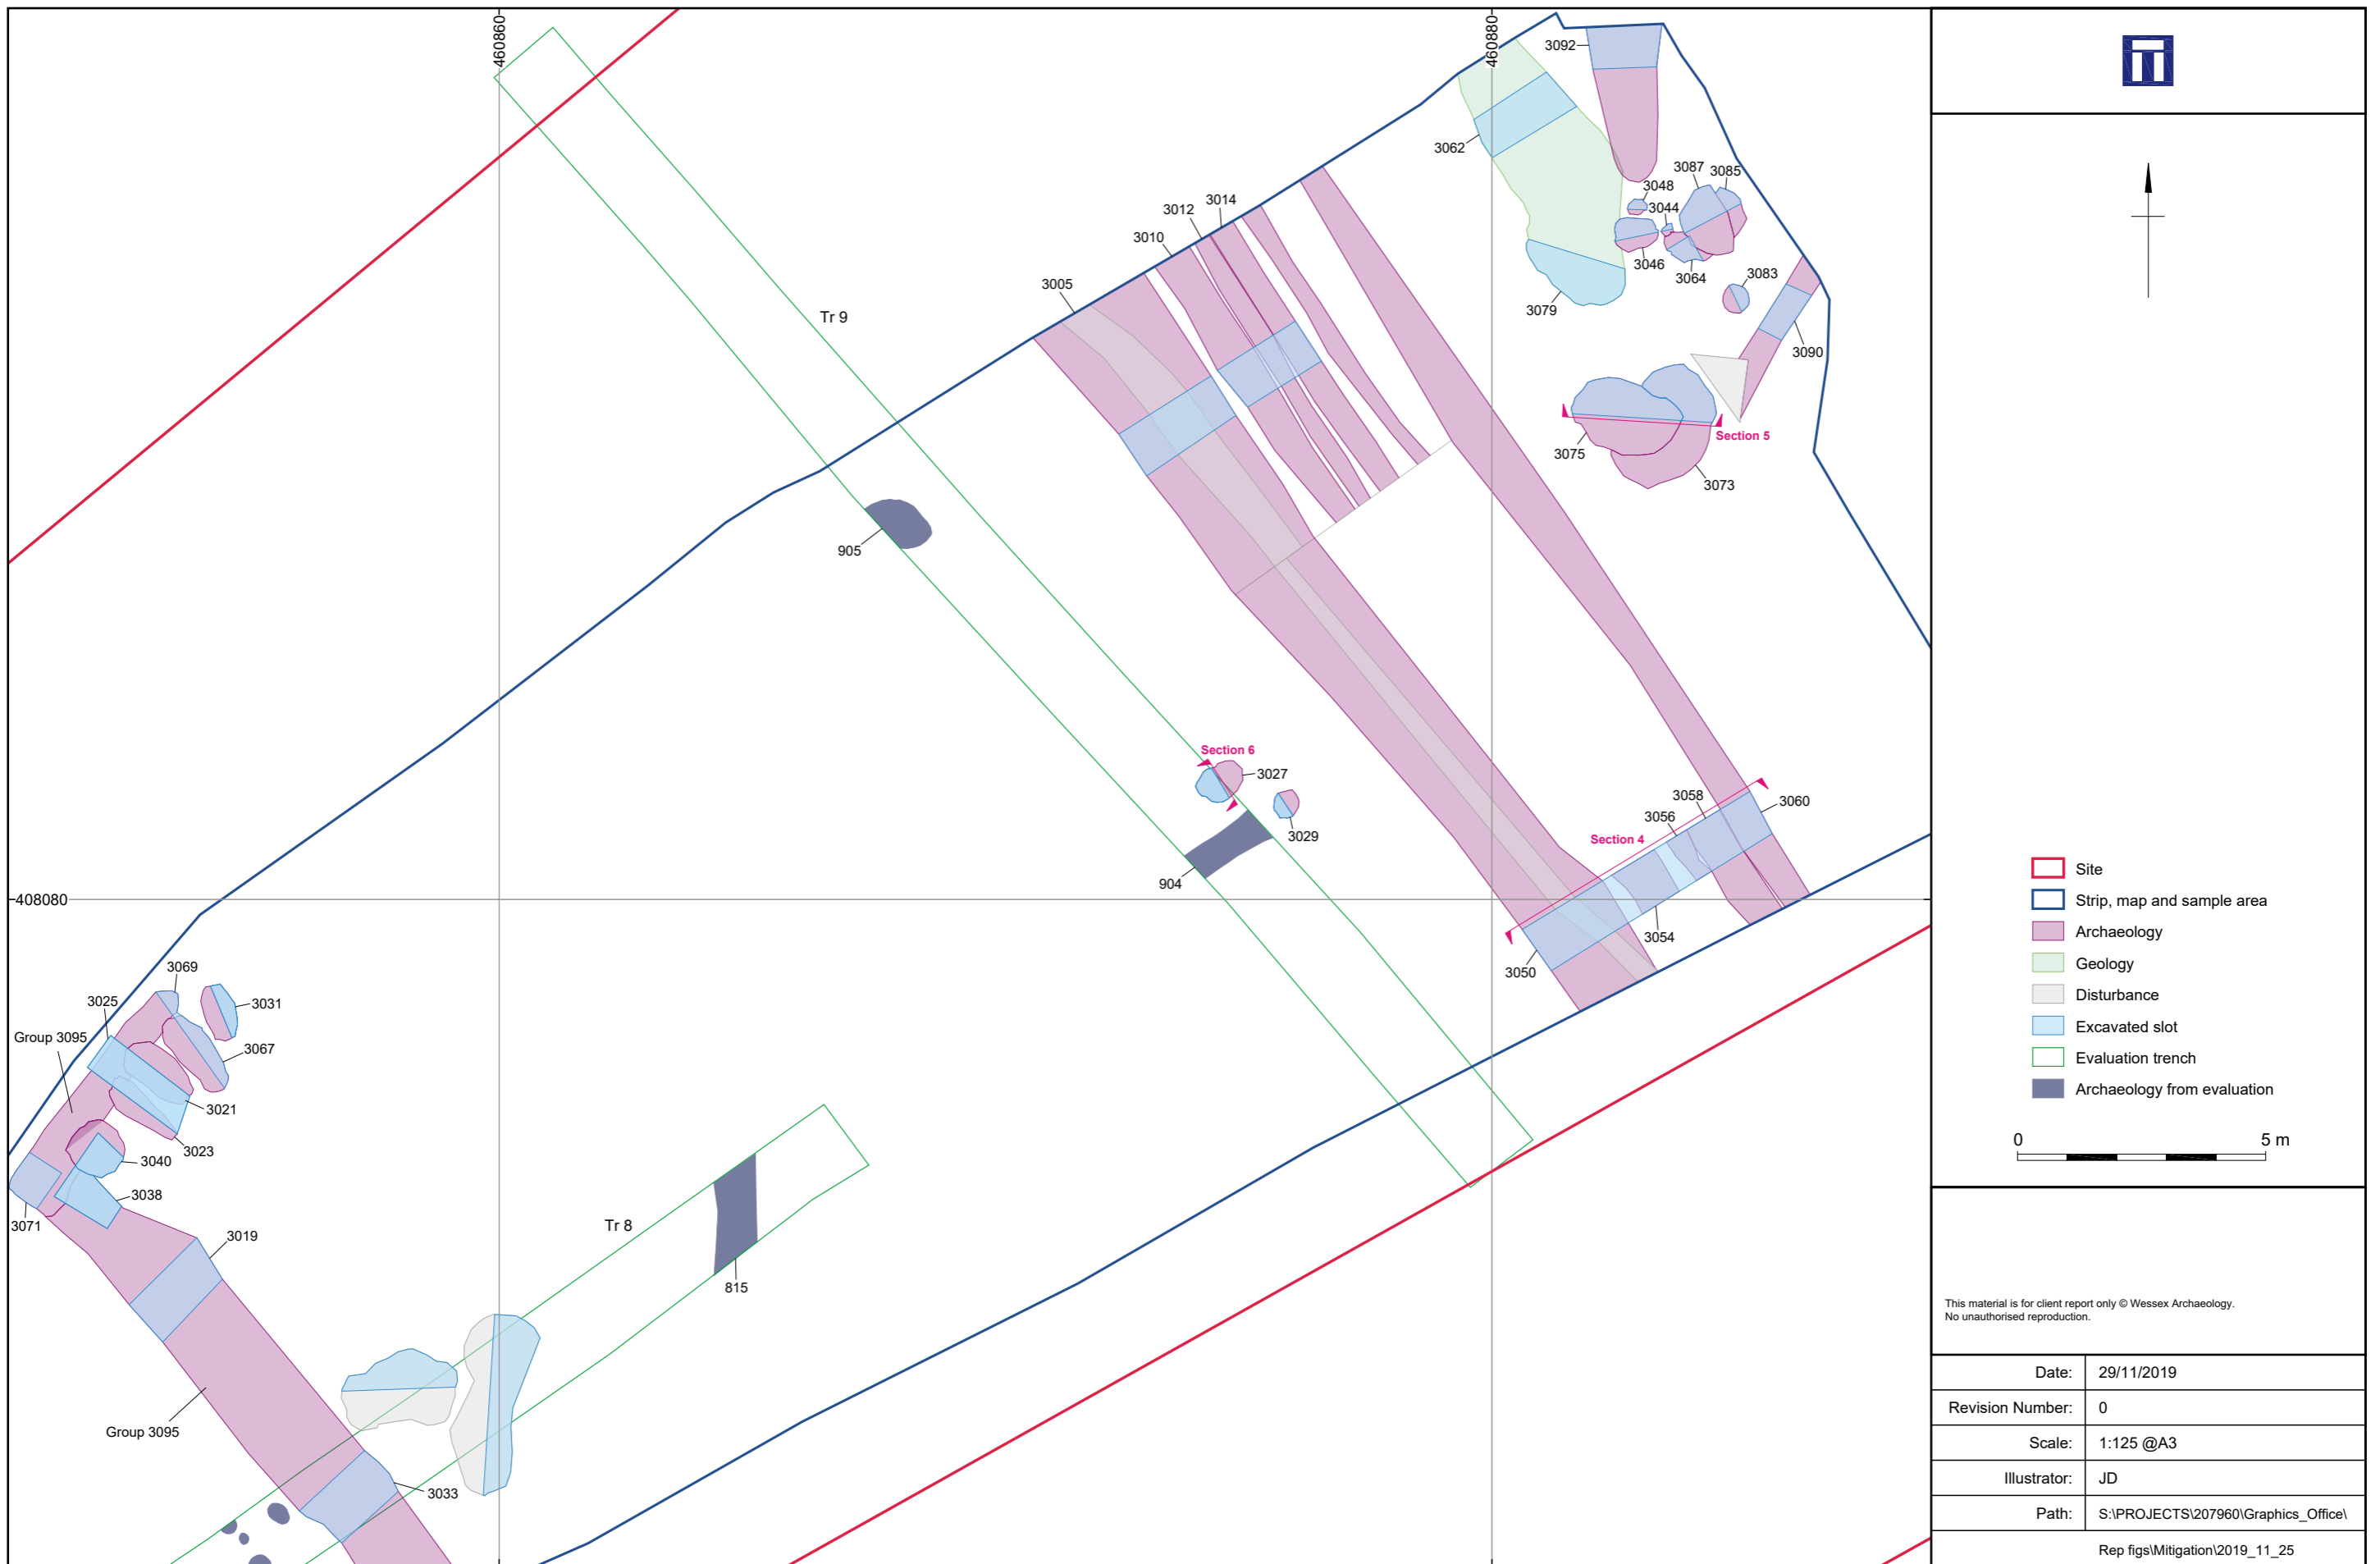 460860
460880
3092
3062
3087
3085
3048
3044
3014
3012
3010
3046
3064
3083
3005
3079
Tr 9
3090
Section 5
3075
3073
905
Section 6
3027
3029
3058
3060
3056
Section 4
904
408080
3054
3050
3069
3025
3031
Group 3095
3067
3021
3023
3040
3038
3071
3019
Tr 8
815
Group 3095
3033
Site
Strip, map and sample area
Archaeology
Geology
Disturbance
Excavated slot
Evaluation trench
Archaeology from evaluation
0 5 m
This material is for client report only © Wessex Archaeology.
No unauthorised reproduction.
Date: 29/11/2019
Revision Number: 0
Scale: 1:125 @A3
Illustrator: JD
Path: S:\PROJECTS\207960\Graphics_Office\
Rep figs\Mitigation\2019_11_25